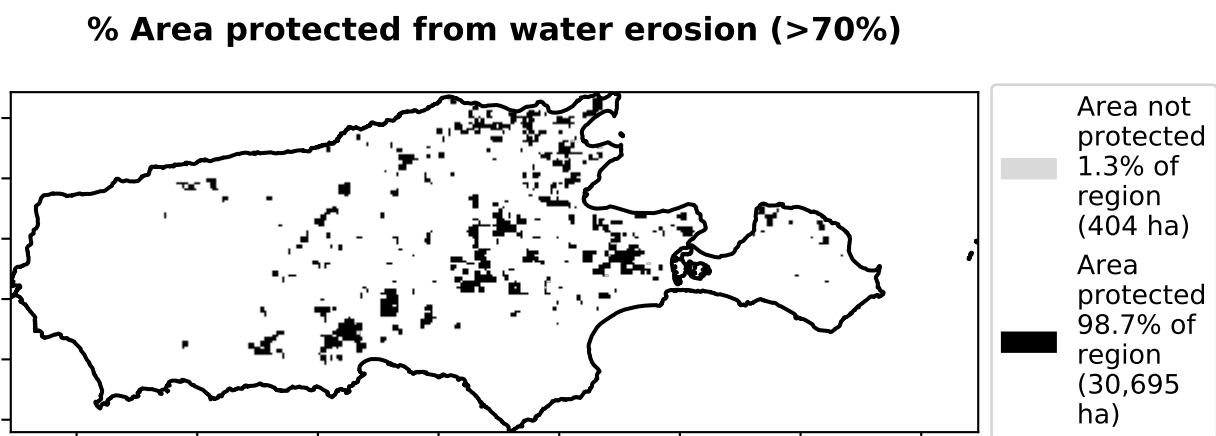 % Area protected from water erosion (>70%)
Area not
protected
1.3% of
region
(404 ha)
Area
protected
98.7% of
region
(30,695
ha)